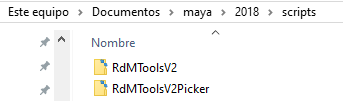 Este equipo > Documentos > maya > 2018 > scripts
Nombre
RdMToolsV2
RdMToolsV2Picker